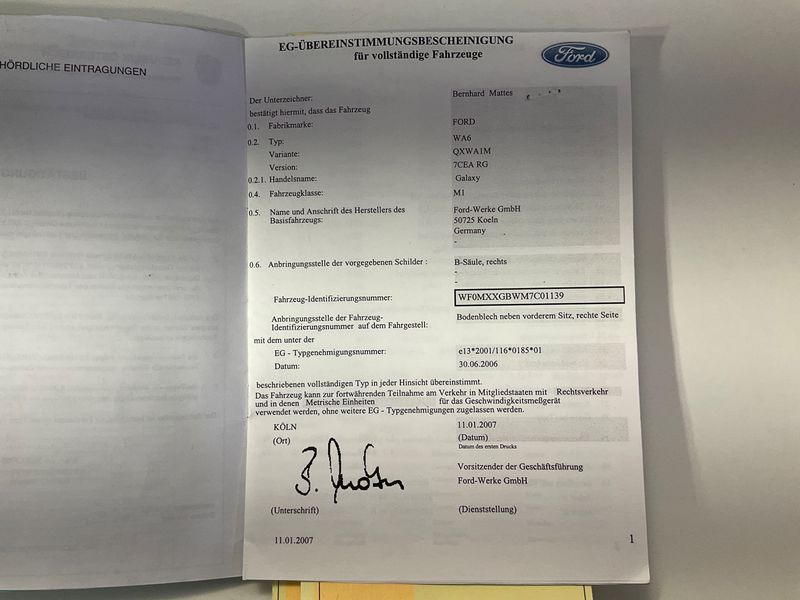 HÖRDLICHE EINTRAGUNGEN
EG-ÜBEREINSTIMMUNGSBESCHEINIGUNG
für vollständige Fahrzeuge
Ford
Der Unterzeichner: Bernhard Mattes
bestätigt hiermit, dass das Fahrzeug
0.1. Fabrikmarke: FORD
0.2. Typ: WA6
Variante: QXWA1M
Version: 7CEA RG
0.2.1. Handelsname: Galaxy
0.4. Fahrzeugklasse: M1
0.5. Name und Anschrift des Herstellers des Ford-Werke GmbH
Basisfahrzeugs: 50725 Koeln
Germany
-
0.6. Anbringungsstelle der vorgegebenen Schilder : B-Säule, rechts
-
-
Fahrzeug-Identifizierungsnummer: WF0MXXGBWM7C01139
Anbringungsstelle der Fahrzeug- Bodenblech neben vorderem Sitz, rechte Seite
Identifizierungsnummer auf dem Fahrgestell:
mit dem unter der
EG - Typgenehmigungsnummer: e13*2001/116*0185*01
Datum: 30.06.2006
beschriebenen vollständigen Typ in jeder Hinsicht übereinstimmt.
Das Fahrzeug kann zur fortwährenden Teilnahme am Verkehr in Mitgliedstaaten mit Rechtsverkehr
und in denen Metrische Einheiten für das Geschwindigkeitsmeßgerät
verwendet werden, ohne weitere EG - Typgenehmigungen zugelassen werden.
KÖLN 11.01.2007
(Ort) (Datum)
Datum des ersten Drucks
Vorsitzender der Geschäftsführung
Ford-Werke GmbH
(Unterschrift) (Dienststellung)
11.01.2007 1